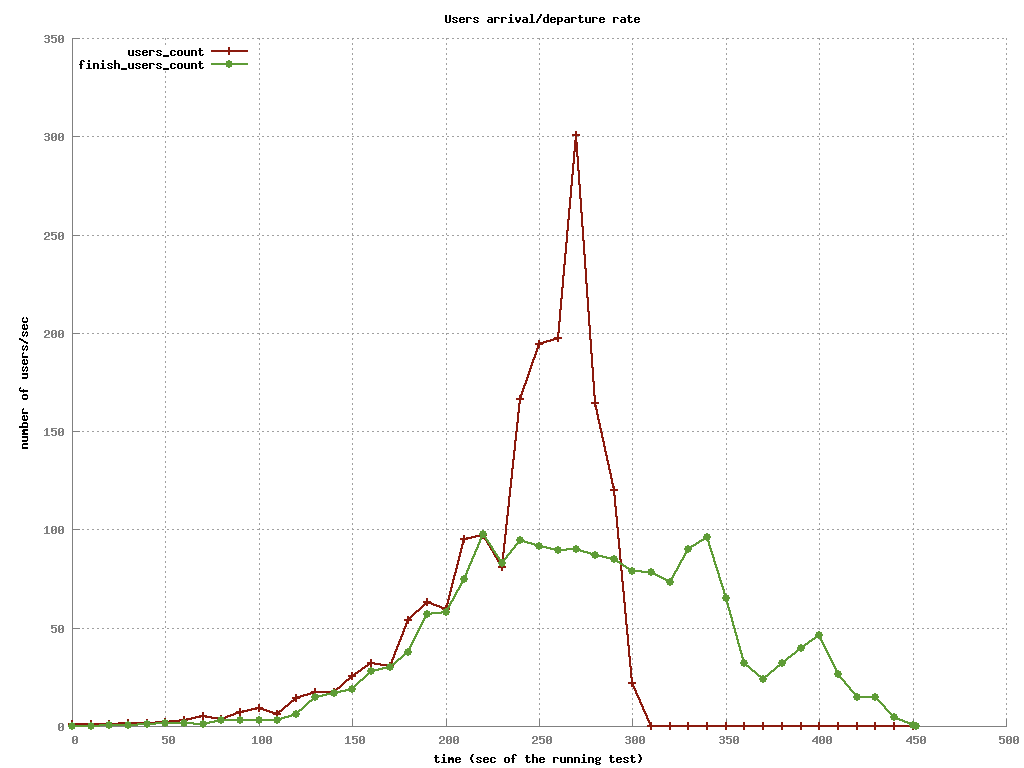 Users arrival/departure rate
users_count
finish_users_count
350
300
250
200
150
100
50
0
number of users/sec
0 50 100 150 200 250 300 350 400 450 500
time (sec of the running test)